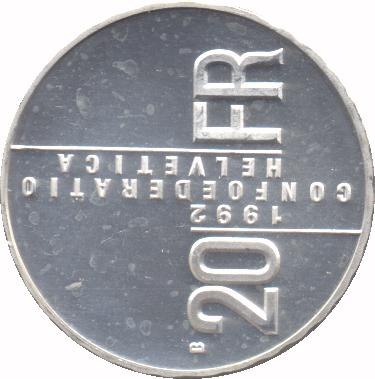 20 FR
1992
CONFOEDERATIO
HELVETICA
B